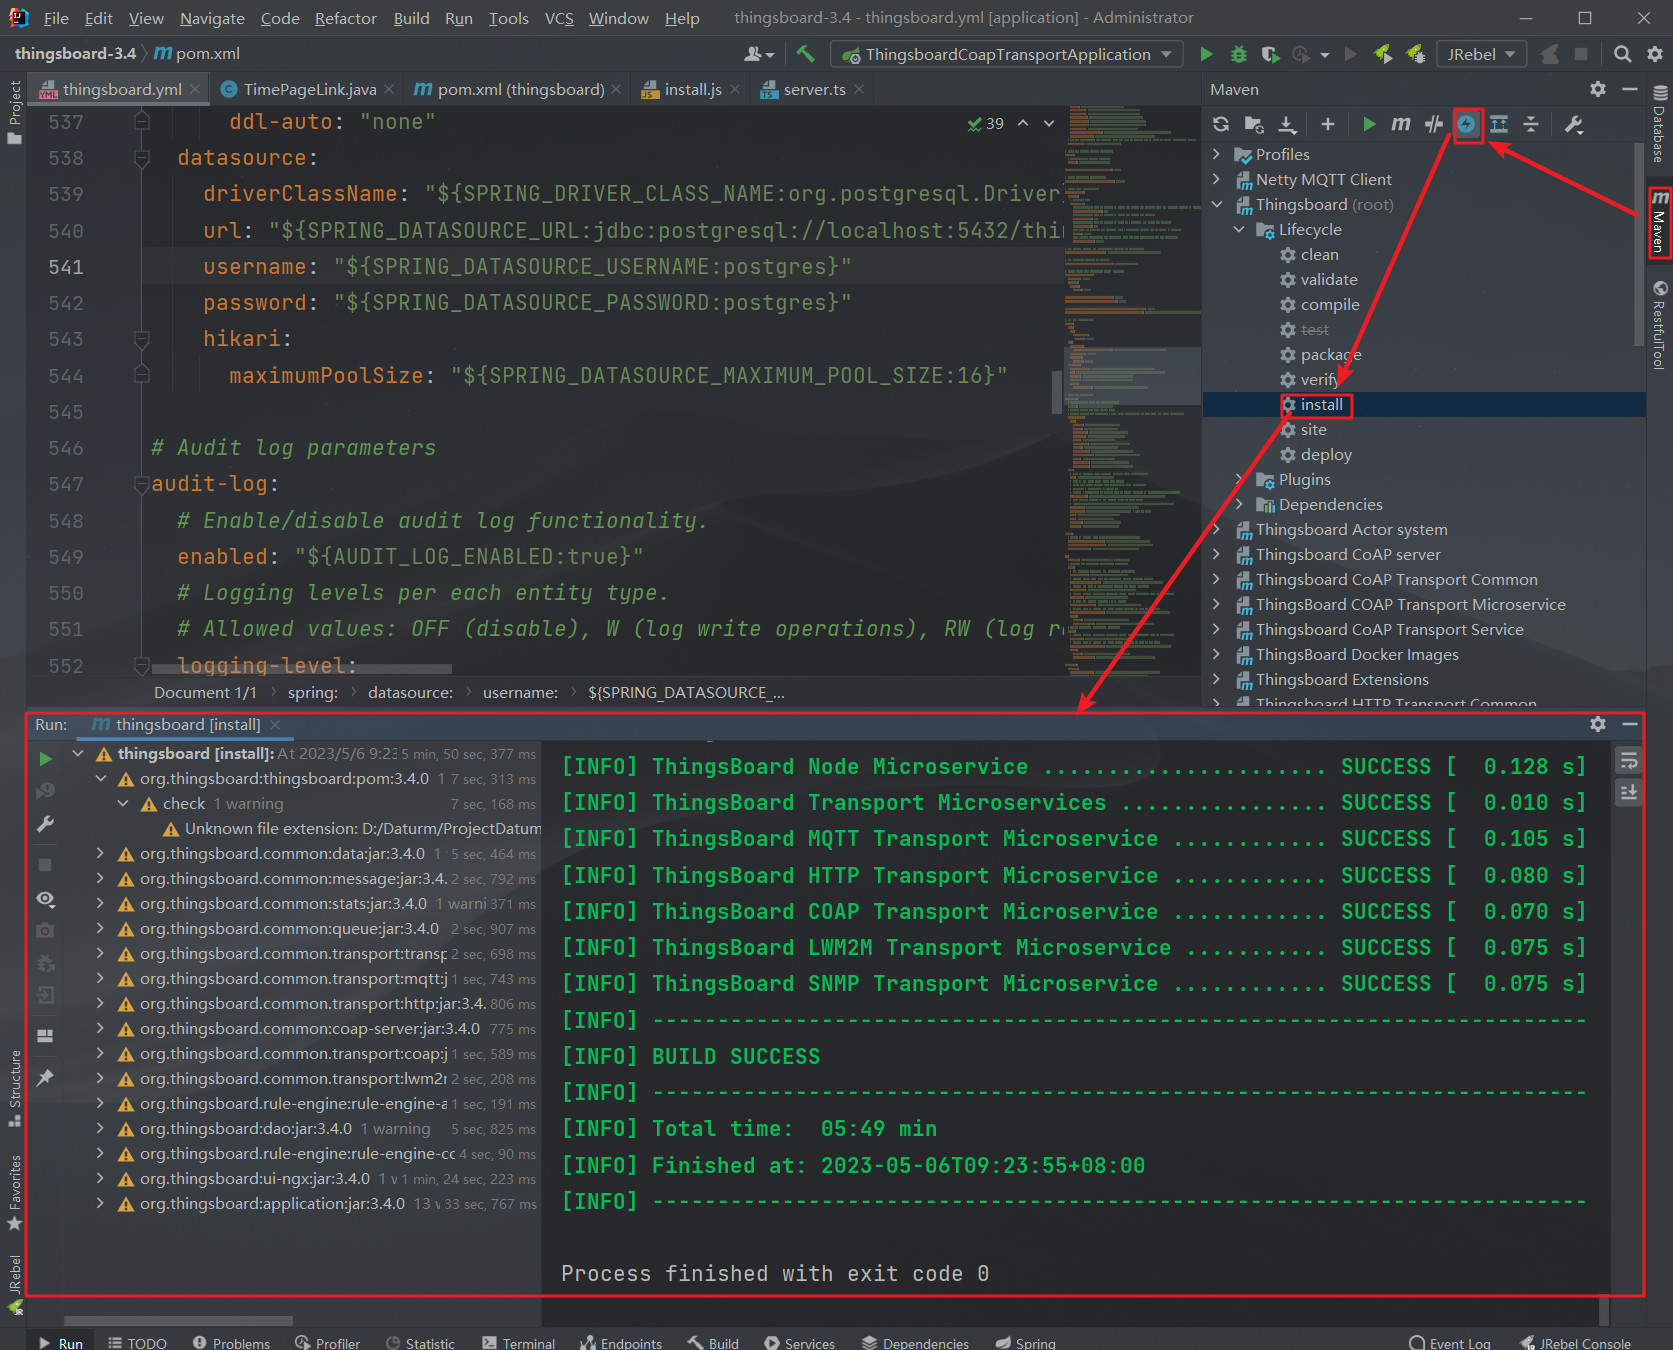 File Edit View Navigate Code Refactor Build Run Tools VCS Window Help thingsboard-3.4 - thingsboard.yml [application] - Administrator
thingsboard-3.4 m pom.xml ThingsboardCoapTransportApplication JRebel
thingsboard.yml TimePageLink.java pom.xml (thingsboard) install.js server.ts
Project
537 ddl-auto: "none"
39
538 datasource:
539 driverClassName: "${SPRING_DRIVER_CLASS_NAME:org.postgresql.Driver
540 url: "${SPRING_DATASOURCE_URL:jdbc:postgresql://localhost:5432/thi
541 username: "${SPRING_DATASOURCE_USERNAME:postgres}"
542 password: "${SPRING_DATASOURCE_PASSWORD:postgres}"
543 hikari:
544 maximumPoolSize: "${SPRING_DATASOURCE_MAXIMUM_POOL_SIZE:16}"
545
546 # Audit log parameters
547 audit-log:
548 # Enable/disable audit log functionality.
549 enabled: "${AUDIT_LOG_ENABLED:true}"
550 # Logging levels per each entity type.
551 # Allowed values: OFF (disable), W (log write operations), RW (log r
552 logging-level:
Document 1/1 spring: datasource: username: ${SPRING_DATASOURCE_...
Maven
Profiles
Netty MQTT Client
Thingsboard (root)
Lifecycle
clean
validate
compile
test
package
verify
install
site
deploy
Plugins
Dependencies
Thingsboard Actor system
Thingsboard CoAP server
Thingsboard CoAP Transport Common
ThingsBoard COAP Transport Microservice
Thingsboard CoAP Transport Service
ThingsBoard Docker Images
Thingsboard Extensions
Thingsboard HTTP Transport Common
Database
m Maven
RestfulTool
Run: m thingsboard [install]
thingsboard [install]: At 2023/5/6 9:23 5 min, 50 sec, 377 ms
org.thingsboard:thingsboard:pom:3.4.0 1 7 sec, 313 ms
check 1 warning 7 sec, 168 ms
Unknown file extension: D:/Daturm/ProjectDatum
org.thingsboard.common:data:jar:3.4.0 1 5 sec, 464 ms
org.thingsboard.common:message:jar:3.4. 2 sec, 792 ms
org.thingsboard.common:stats:jar:3.4.0 1 warni 371 ms
org.thingsboard.common:queue:jar:3.4.0 2 sec, 907 ms
org.thingsboard.common.transport:transp 2 sec, 698 ms
org.thingsboard.common.transport:mqtt:j 1 sec, 743 ms
org.thingsboard.common.transport:http:jar:3.4. 806 ms
org.thingsboard.common:coap-server:jar:3.4.0 775 ms
org.thingsboard.common.transport:coap:j 1 sec, 589 ms
org.thingsboard.common.transport:lwm2r 2 sec, 208 ms
org.thingsboard.rule-engine:rule-engine-a 1 sec, 191 ms
org.thingsboard:dao:jar:3.4.0 1 warning 5 sec, 825 ms
org.thingsboard.rule-engine:rule-engine-cc 4 sec, 90 ms
org.thingsboard:ui-ngx:jar:3.4.0 1 v 1 min, 24 sec, 223 ms
org.thingsboard:application:jar:3.4.0 13 v 33 sec, 767 ms
[INFO] ThingsBoard Node Microservice ...................... SUCCESS [  0.128 s]
[INFO] ThingsBoard Transport Microservices ................ SUCCESS [  0.010 s]
[INFO] ThingsBoard MQTT Transport Microservice ............ SUCCESS [  0.105 s]
[INFO] ThingsBoard HTTP Transport Microservice ............ SUCCESS [  0.080 s]
[INFO] ThingsBoard COAP Transport Microservice ............ SUCCESS [  0.070 s]
[INFO] ThingsBoard LWM2M Transport Microservice ........... SUCCESS [  0.075 s]
[INFO] ThingsBoard SNMP Transport Microservice ............ SUCCESS [  0.075 s]
[INFO] ------------------------------------------------------------------------
[INFO] BUILD SUCCESS
[INFO] ------------------------------------------------------------------------
[INFO] Total time:  05:49 min
[INFO] Finished at: 2023-05-06T09:23:55+08:00
[INFO] ------------------------------------------------------------------------
Process finished with exit code 0
Structure
Favorites
JRebel
Run TODO Problems Profiler Statistic Terminal Endpoints Build Services Dependencies Spring Event Log JRebel Console